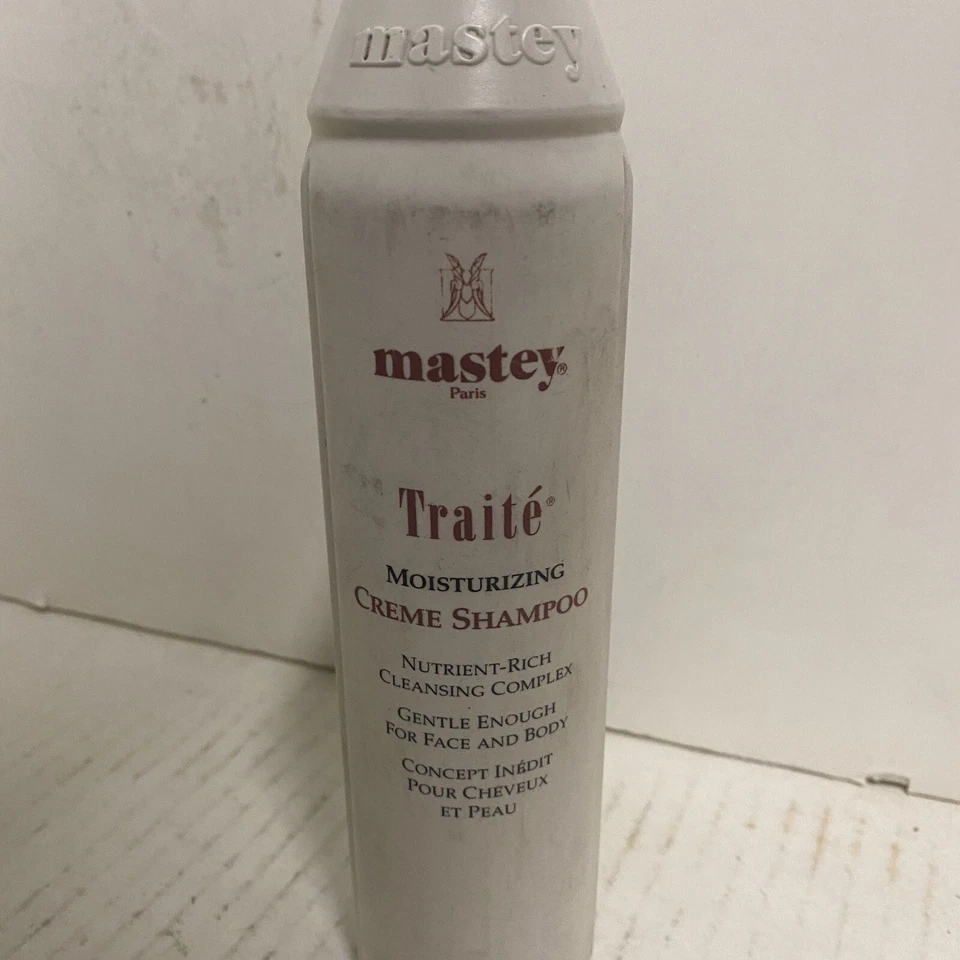 mastey
mastey®
Paris
Traité®
MOISTURIZING
CREME SHAMPOO
NUTRIENT-RICH
CLEANSING COMPLEX
GENTLE ENOUGH
FOR FACE AND BODY
CONCEPT INÉDIT
POUR CHEVEUX
ET PEAU